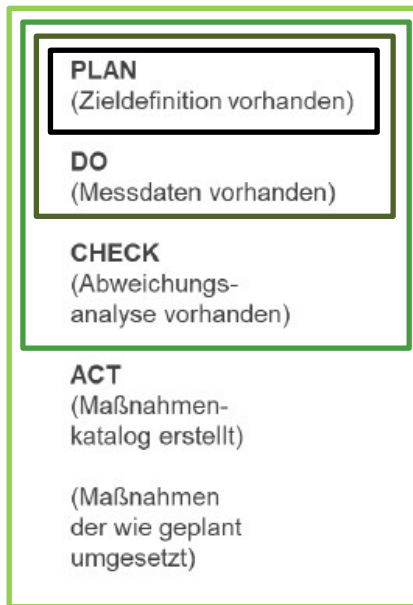 PLAN
(Zieldefinition vorhanden)
DO
(Messdaten vorhanden)
CHECK
(Abweichungs-
analyse vorhanden)
ACT
(Maßnahmen-
katalog erstellt)
(Maßnahmen
der wie geplant
umgesetzt)